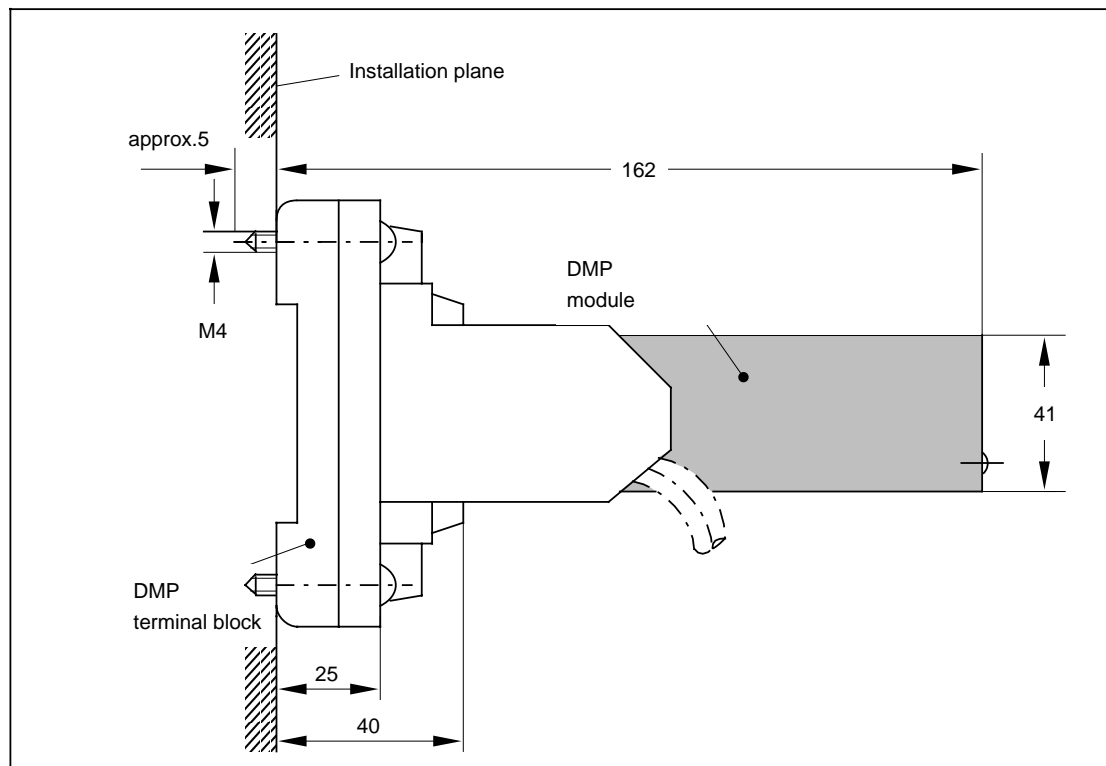 Installation plane
approx.5
162
DMP
module
M4
41
DMP
terminal block
25
40